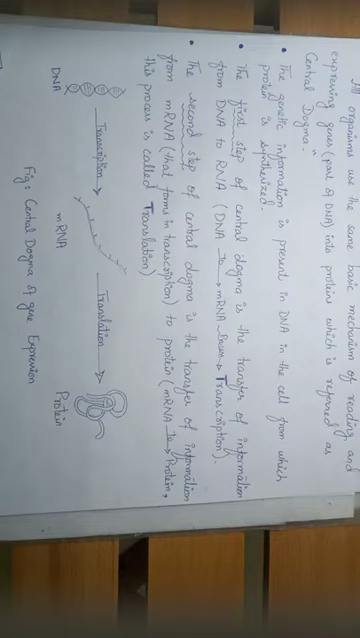 All organisms use the same basic mechanism of reading, and
expressing genes (part of DNA) into proteins which is referred as
Central Dogma."
• The genetic information is present in DNA in the cell from which
protein is synthesized.
• The first step of central dogma is the transfer of information
from DNA to RNA (DNA to → mRNA → Transcription).
• The second step of central dogma is the transfer of information
from mRNA (that forms in transcription) to protein (mRNA to → Protein,
this process is called Translation)
Transcription
Translation
DNA
mRNA
Protein
Fig: Central Dogma of gene Expression